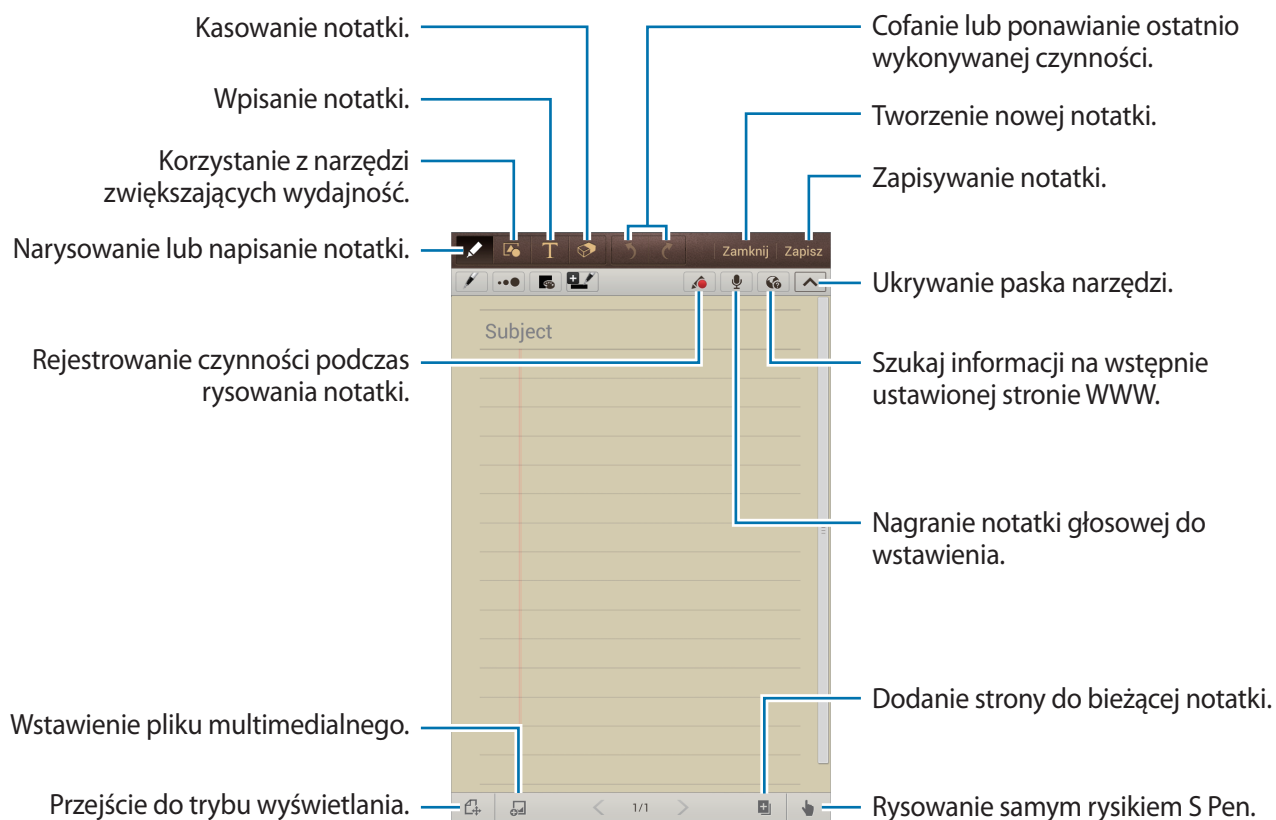 Kasowanie notatki.
Wpisanie notatki.
Korzystanie z narzędzi
zwiększających wydajność.
Narysowanie lub napisanie notatki.
Rejestrowanie czynności podczas
rysowania notatki.
Wstawienie pliku multimedialnego.
Przejście do trybu wyświetlania.
T
Zamknij
Zapisz
Subject
1/1
Cofanie lub ponawianie ostatnio
wykonywanej czynności.
Tworzenie nowej notatki.
Zapisywanie notatki.
Ukrywanie paska narzędzi.
Szukaj informacji na wstępnie
ustawionej stronie WWW.
Nagranie notatki głosowej do
wstawienia.
Dodanie strony do bieżącej notatki.
Rysowanie samym rysikiem S Pen.